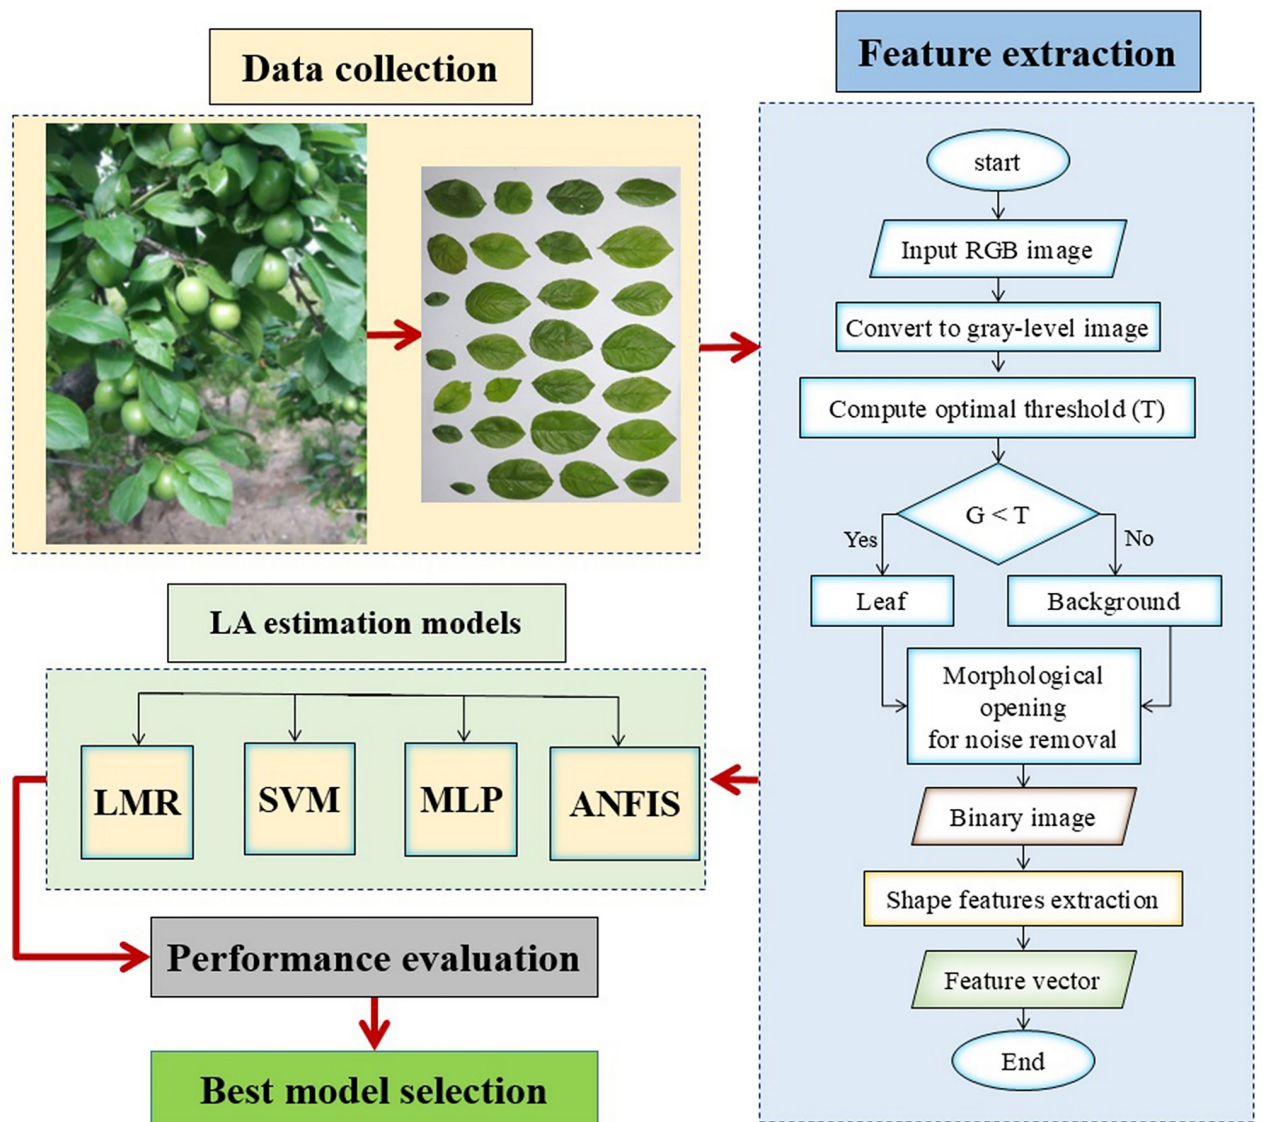 Data collection
Feature extraction
start
Input RGB image
Convert to gray-level image
Compute optimal threshold (T)
G < T
Yes
No
Leaf
Background
Morphological
opening
for noise removal
Binary image
Shape features extraction
Feature vector
End
LA estimation models
LMR
SVM
MLP
ANFIS
Performance evaluation
Best model selection